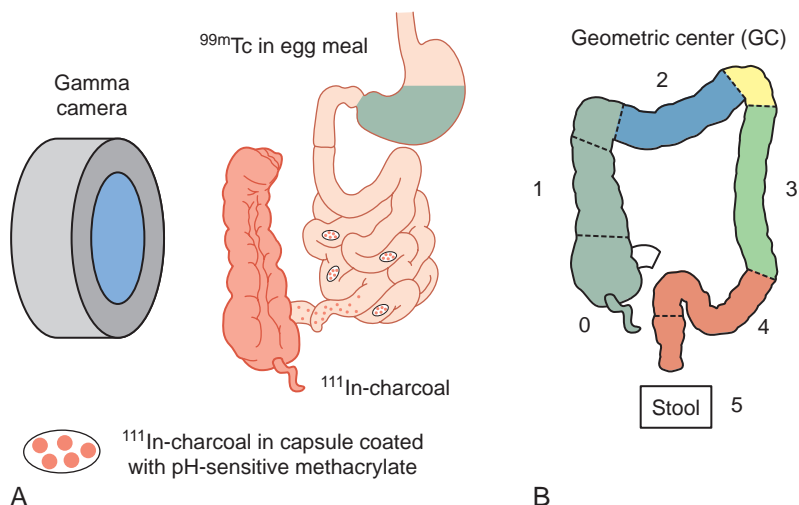 ⁹⁹ᵐTc in egg meal
Gamma
camera
¹¹¹In-charcoal
¹¹¹In-charcoal in capsule coated
with pH-sensitive methacrylate
A
Geometric center (GC)
2
1
3
0
4
Stool
5
B